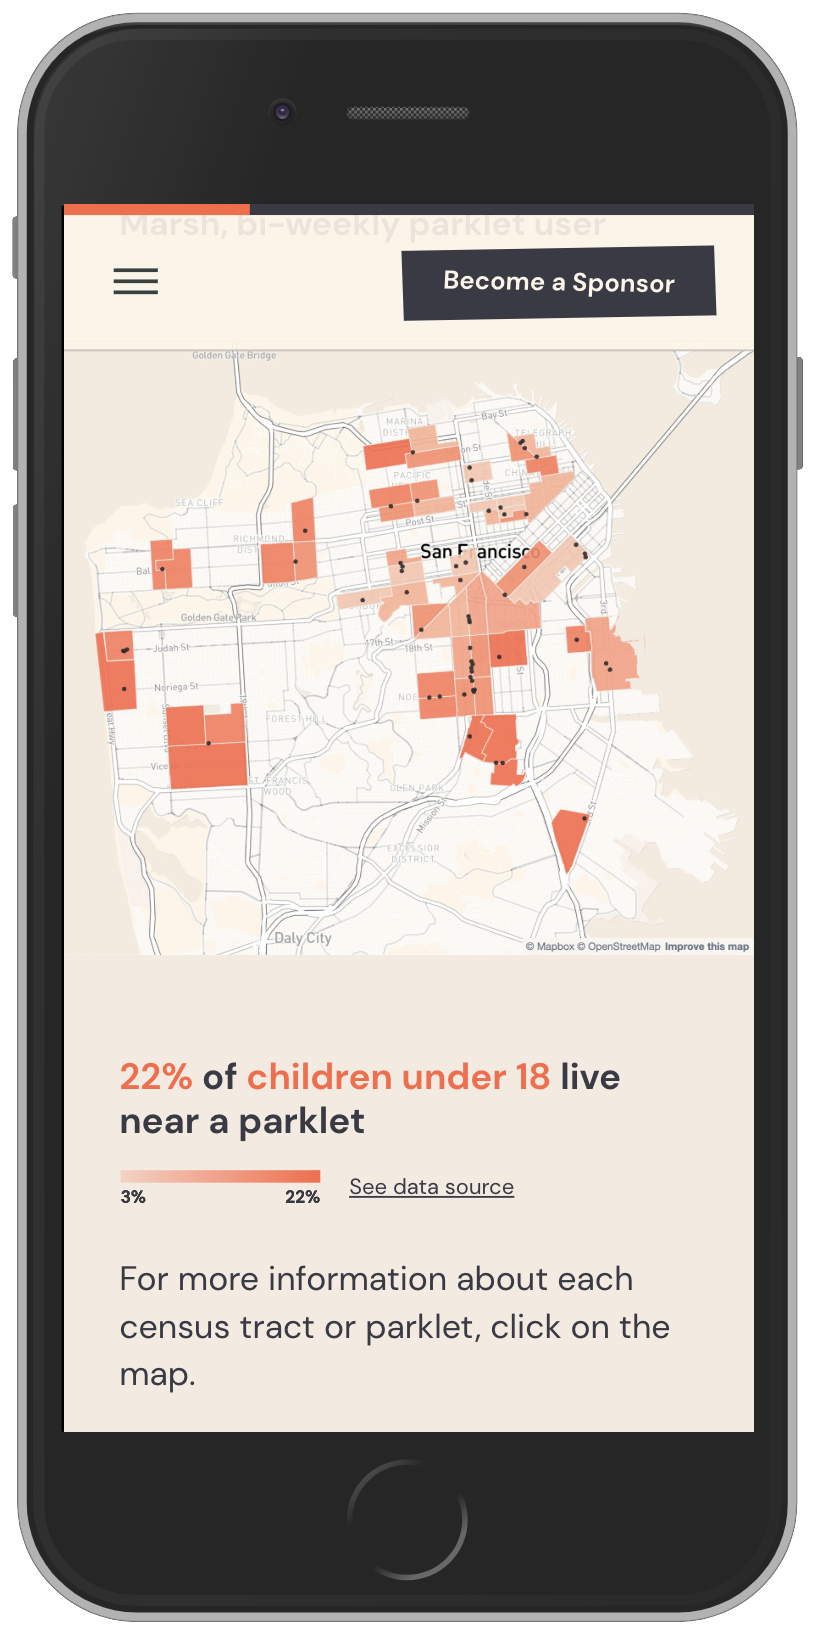 Marsh, bi-weekly parklet user
Become a Sponsor
Golden Gate Bridge
Bay St
MARINA
TELEGRAPH
PACIFIC
SEA CLIFF
Post St
RICHMOND
San Francisco
Golden Gate Park
3rd
17th St
18th St
Judah St
Noriega St
NOE
FOREST HILL
Vice
ST. FRANCIS
WOOD
GLEN PARK
Mission St
EXCELSIOR
DISTRICT
Daly City
© Mapbox © OpenStreetMap Improve this map
22% of children under 18 live
near a parklet
3%
22%
See data source
For more information about each
census tract or parklet, click on the
map.